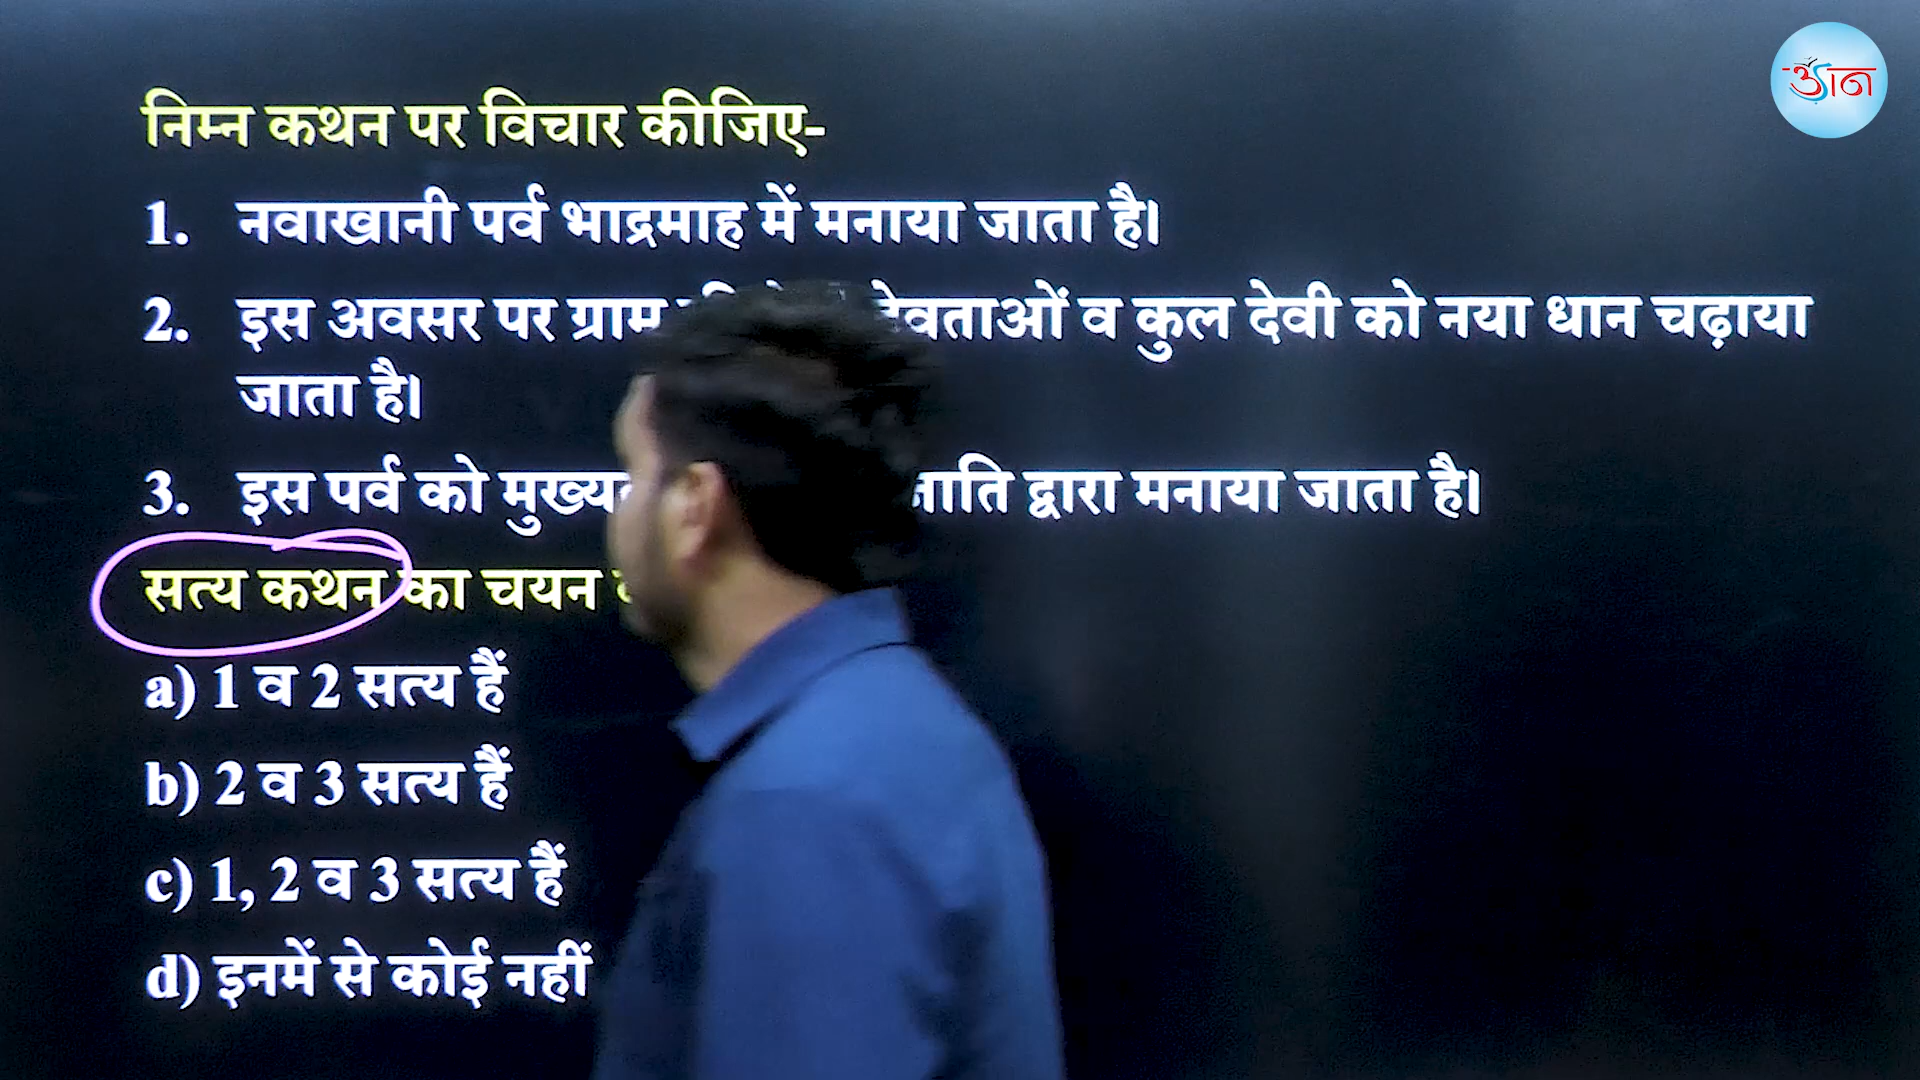 उड़ान
निम्न कथन पर विचार कीजिए-
1. नवाखानी पर्व भाद्रमाह में मनाया जाता है।
2. इस अवसर पर ग्राम व कुल देवी को नया धान चढ़ाया
जाता है।
3. इस पर्व को द्वारा मनाया जाता है।
सत्य कथन का चयन
a) 1 व 2 सत्य हैं
b) 2 व 3 सत्य हैं
c) 1, 2 व 3 सत्य हैं
d) इनमें से कोई नहीं